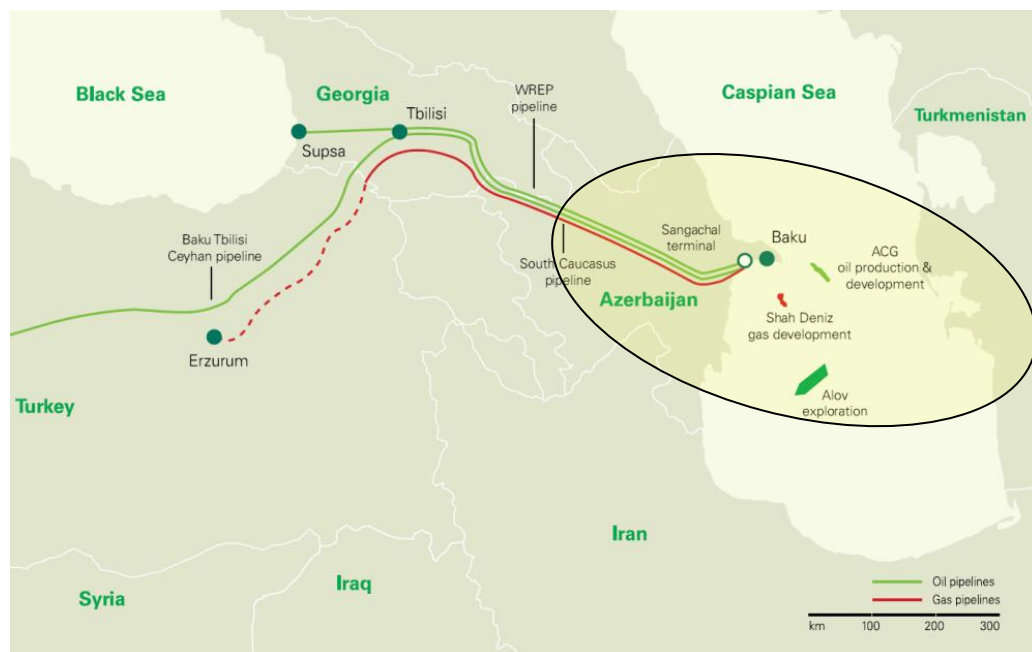 Black Sea
Georgia
WREP
pipeline
Caspian Sea
Turkmenistan
Tbilisi
Supsa
Baku Tbilisi
Ceyhan pipeline
South Caucasus
pipeline
Sangachal
terminal
Baku
ACG
oil production &
development
Azerbaijan
Shah Deniz
gas development
Erzurum
Alov
exploration
Turkey
Iran
Iraq
Syria
Oil pipelines
Gas pipelines
km 100 200 300